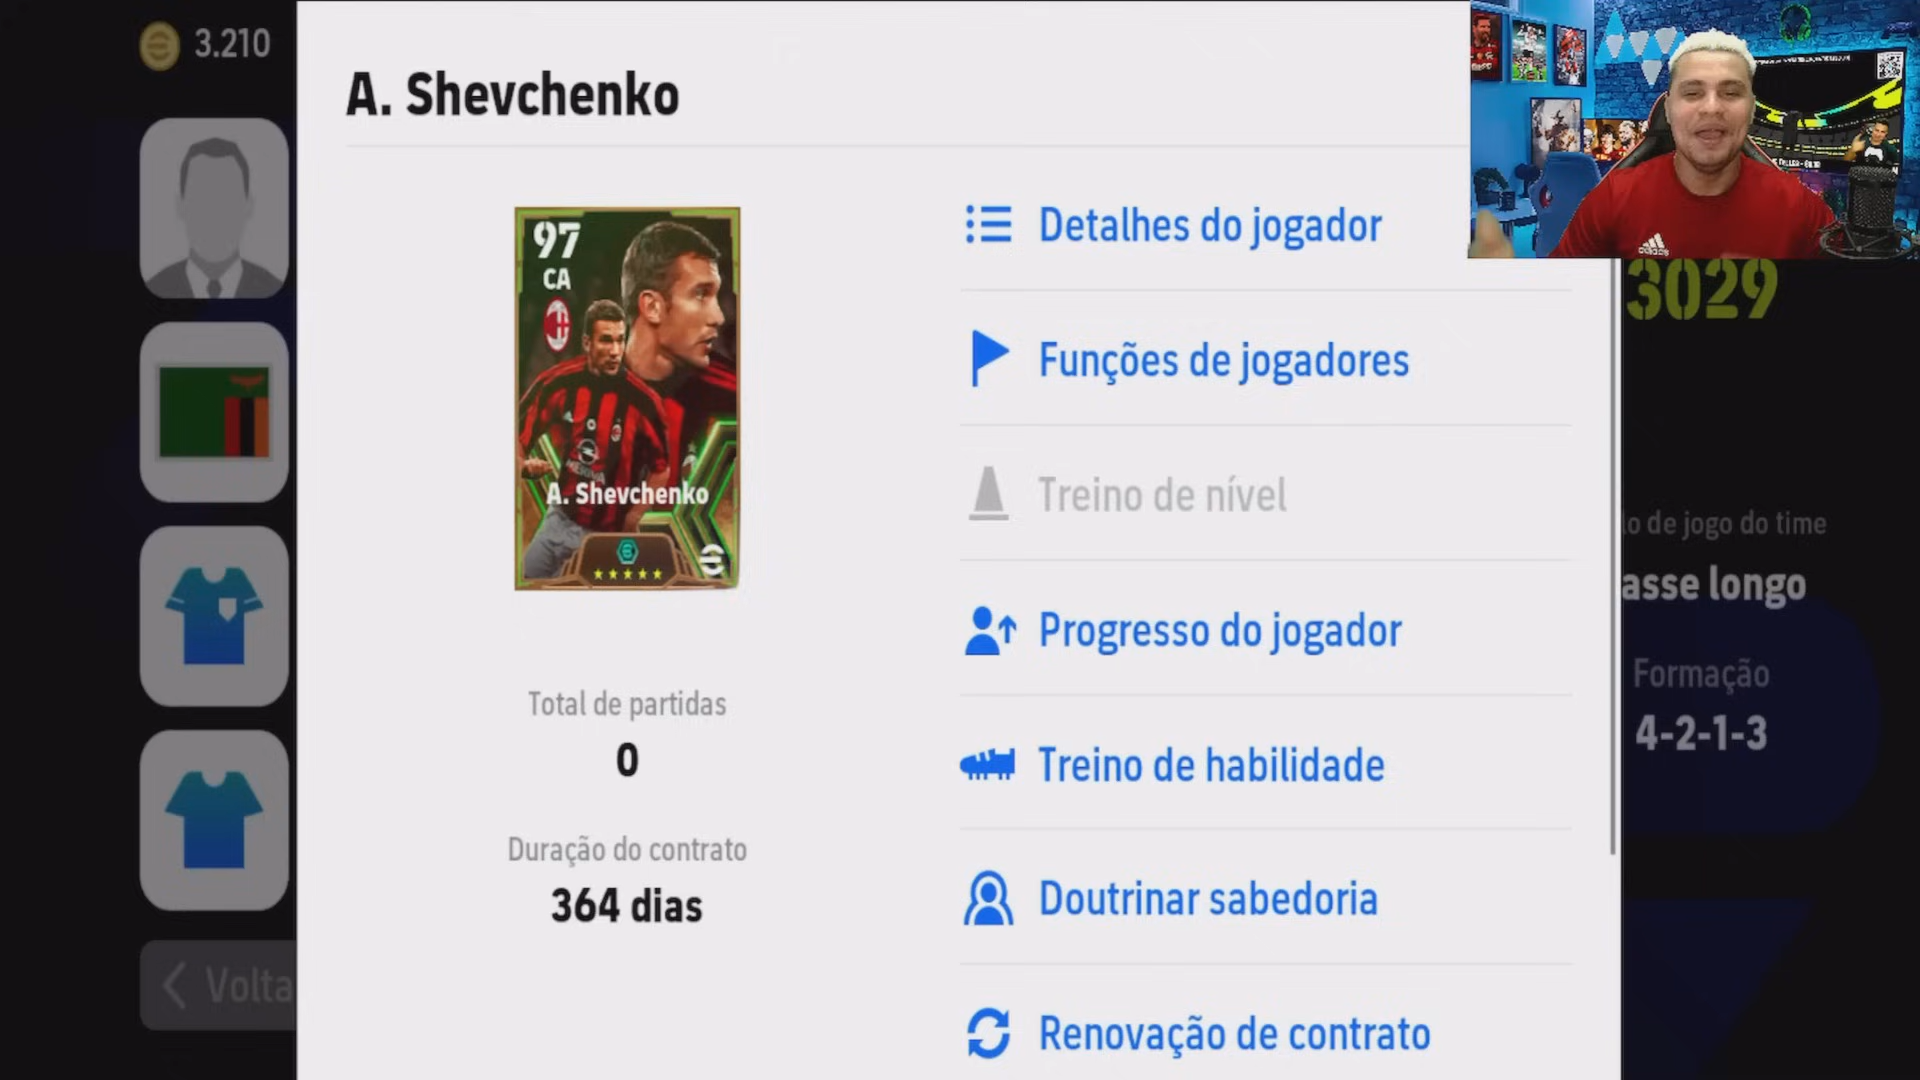 3.210
A. Shevchenko
97
CA
A. Shevchenko
Total de partidas
0
Duração do contrato
364 dias
Detalhes do jogador
Funções de jogadores
Treino de nível
Progresso do jogador
Treino de habilidade
Doutrinar sabedoria
Renovação de contrato
adidas
3029
lo de jogo do time
asse longo
Formação
4-2-1-3
Volta